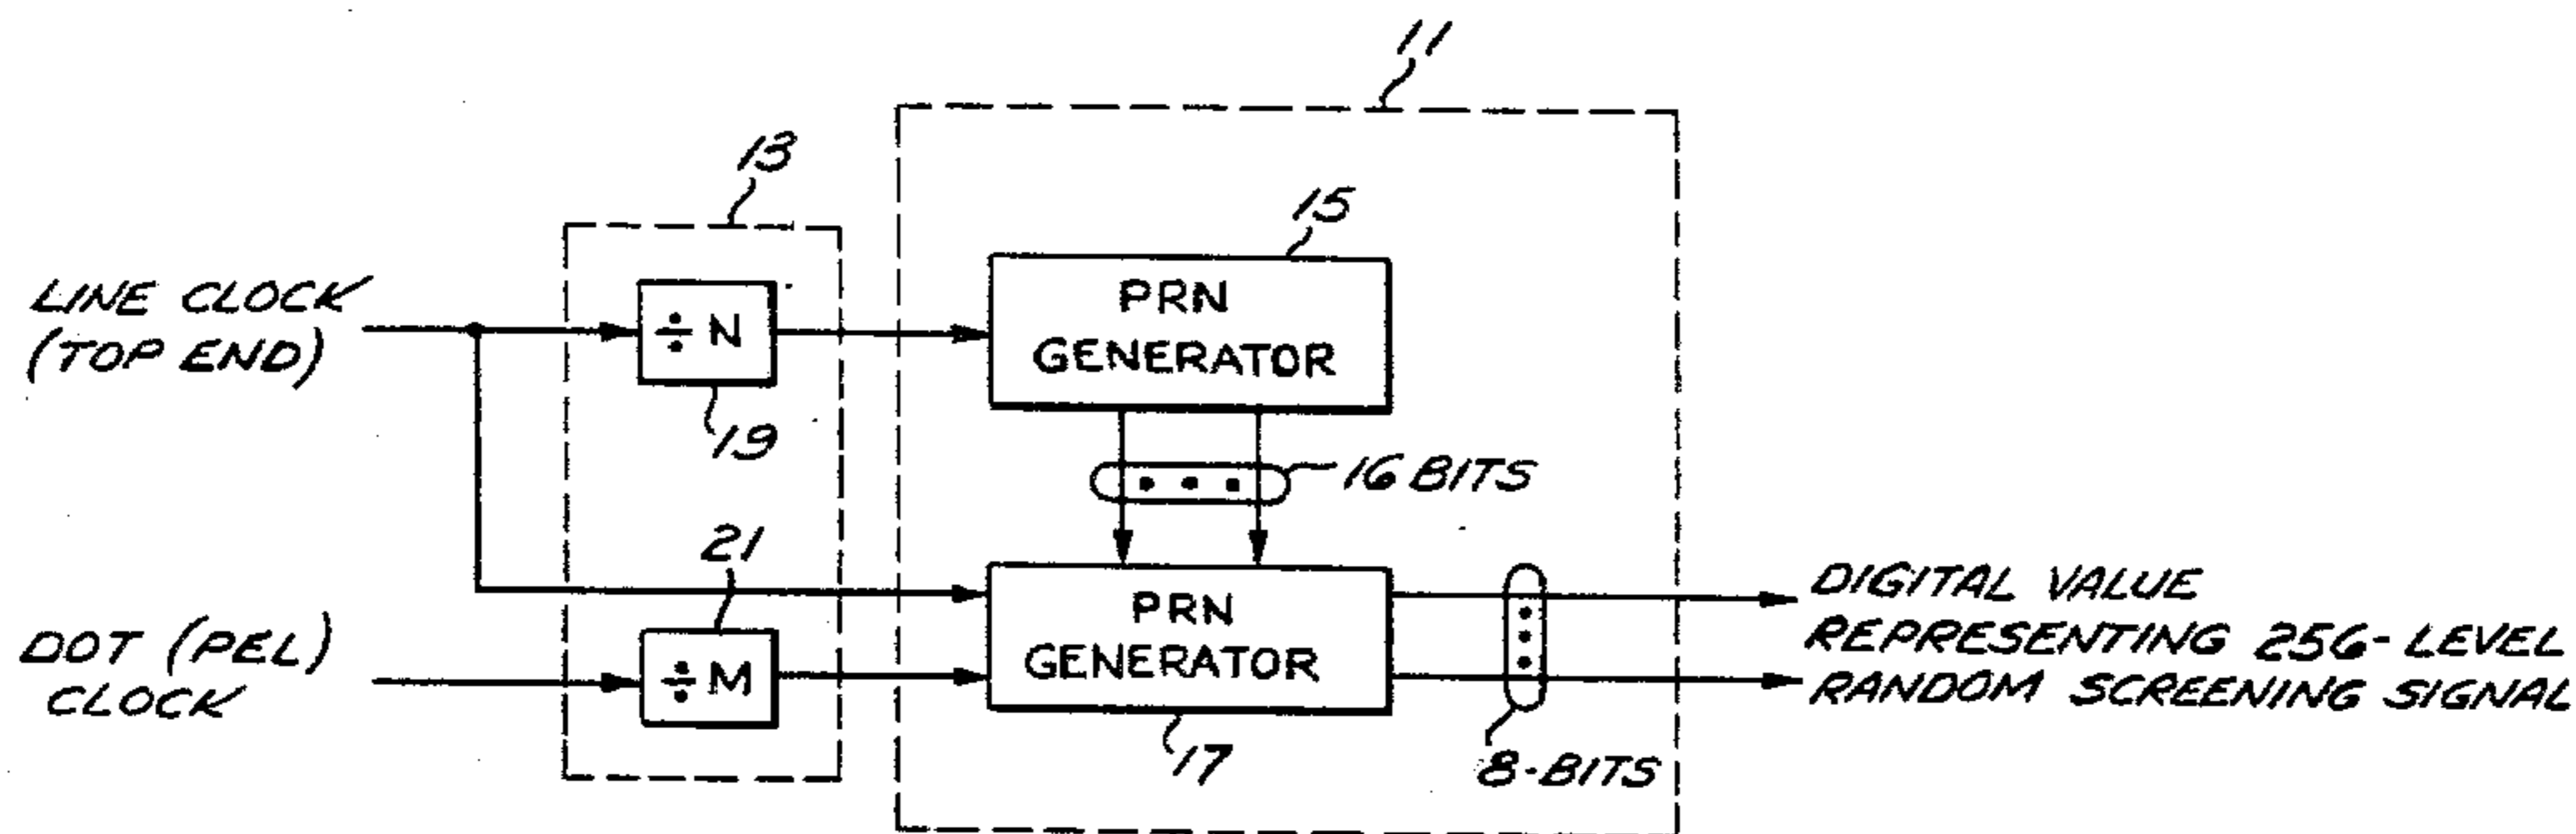 11
13
15
LINE CLOCK
(TOP END)
÷ N
PRN
GENERATOR
19
16 BITS
21
DOT (PEL)
CLOCK
÷ M
PRN
GENERATOR
17
8-BITS
DIGITAL VALUE
REPRESENTING 256-LEVEL
RANDOM SCREENING SIGNAL